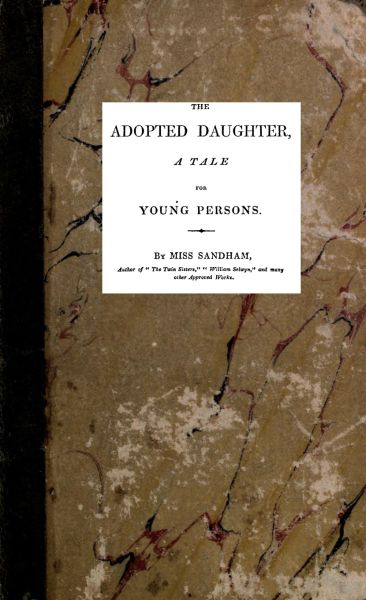 THE
ADOPTED DAUGHTER,
A TALE
FOR
YOUNG PERSONS.
By MISS SANDHAM,
Author of " The Twin Sisters," " William Selwyn," and many
other Approved Works.